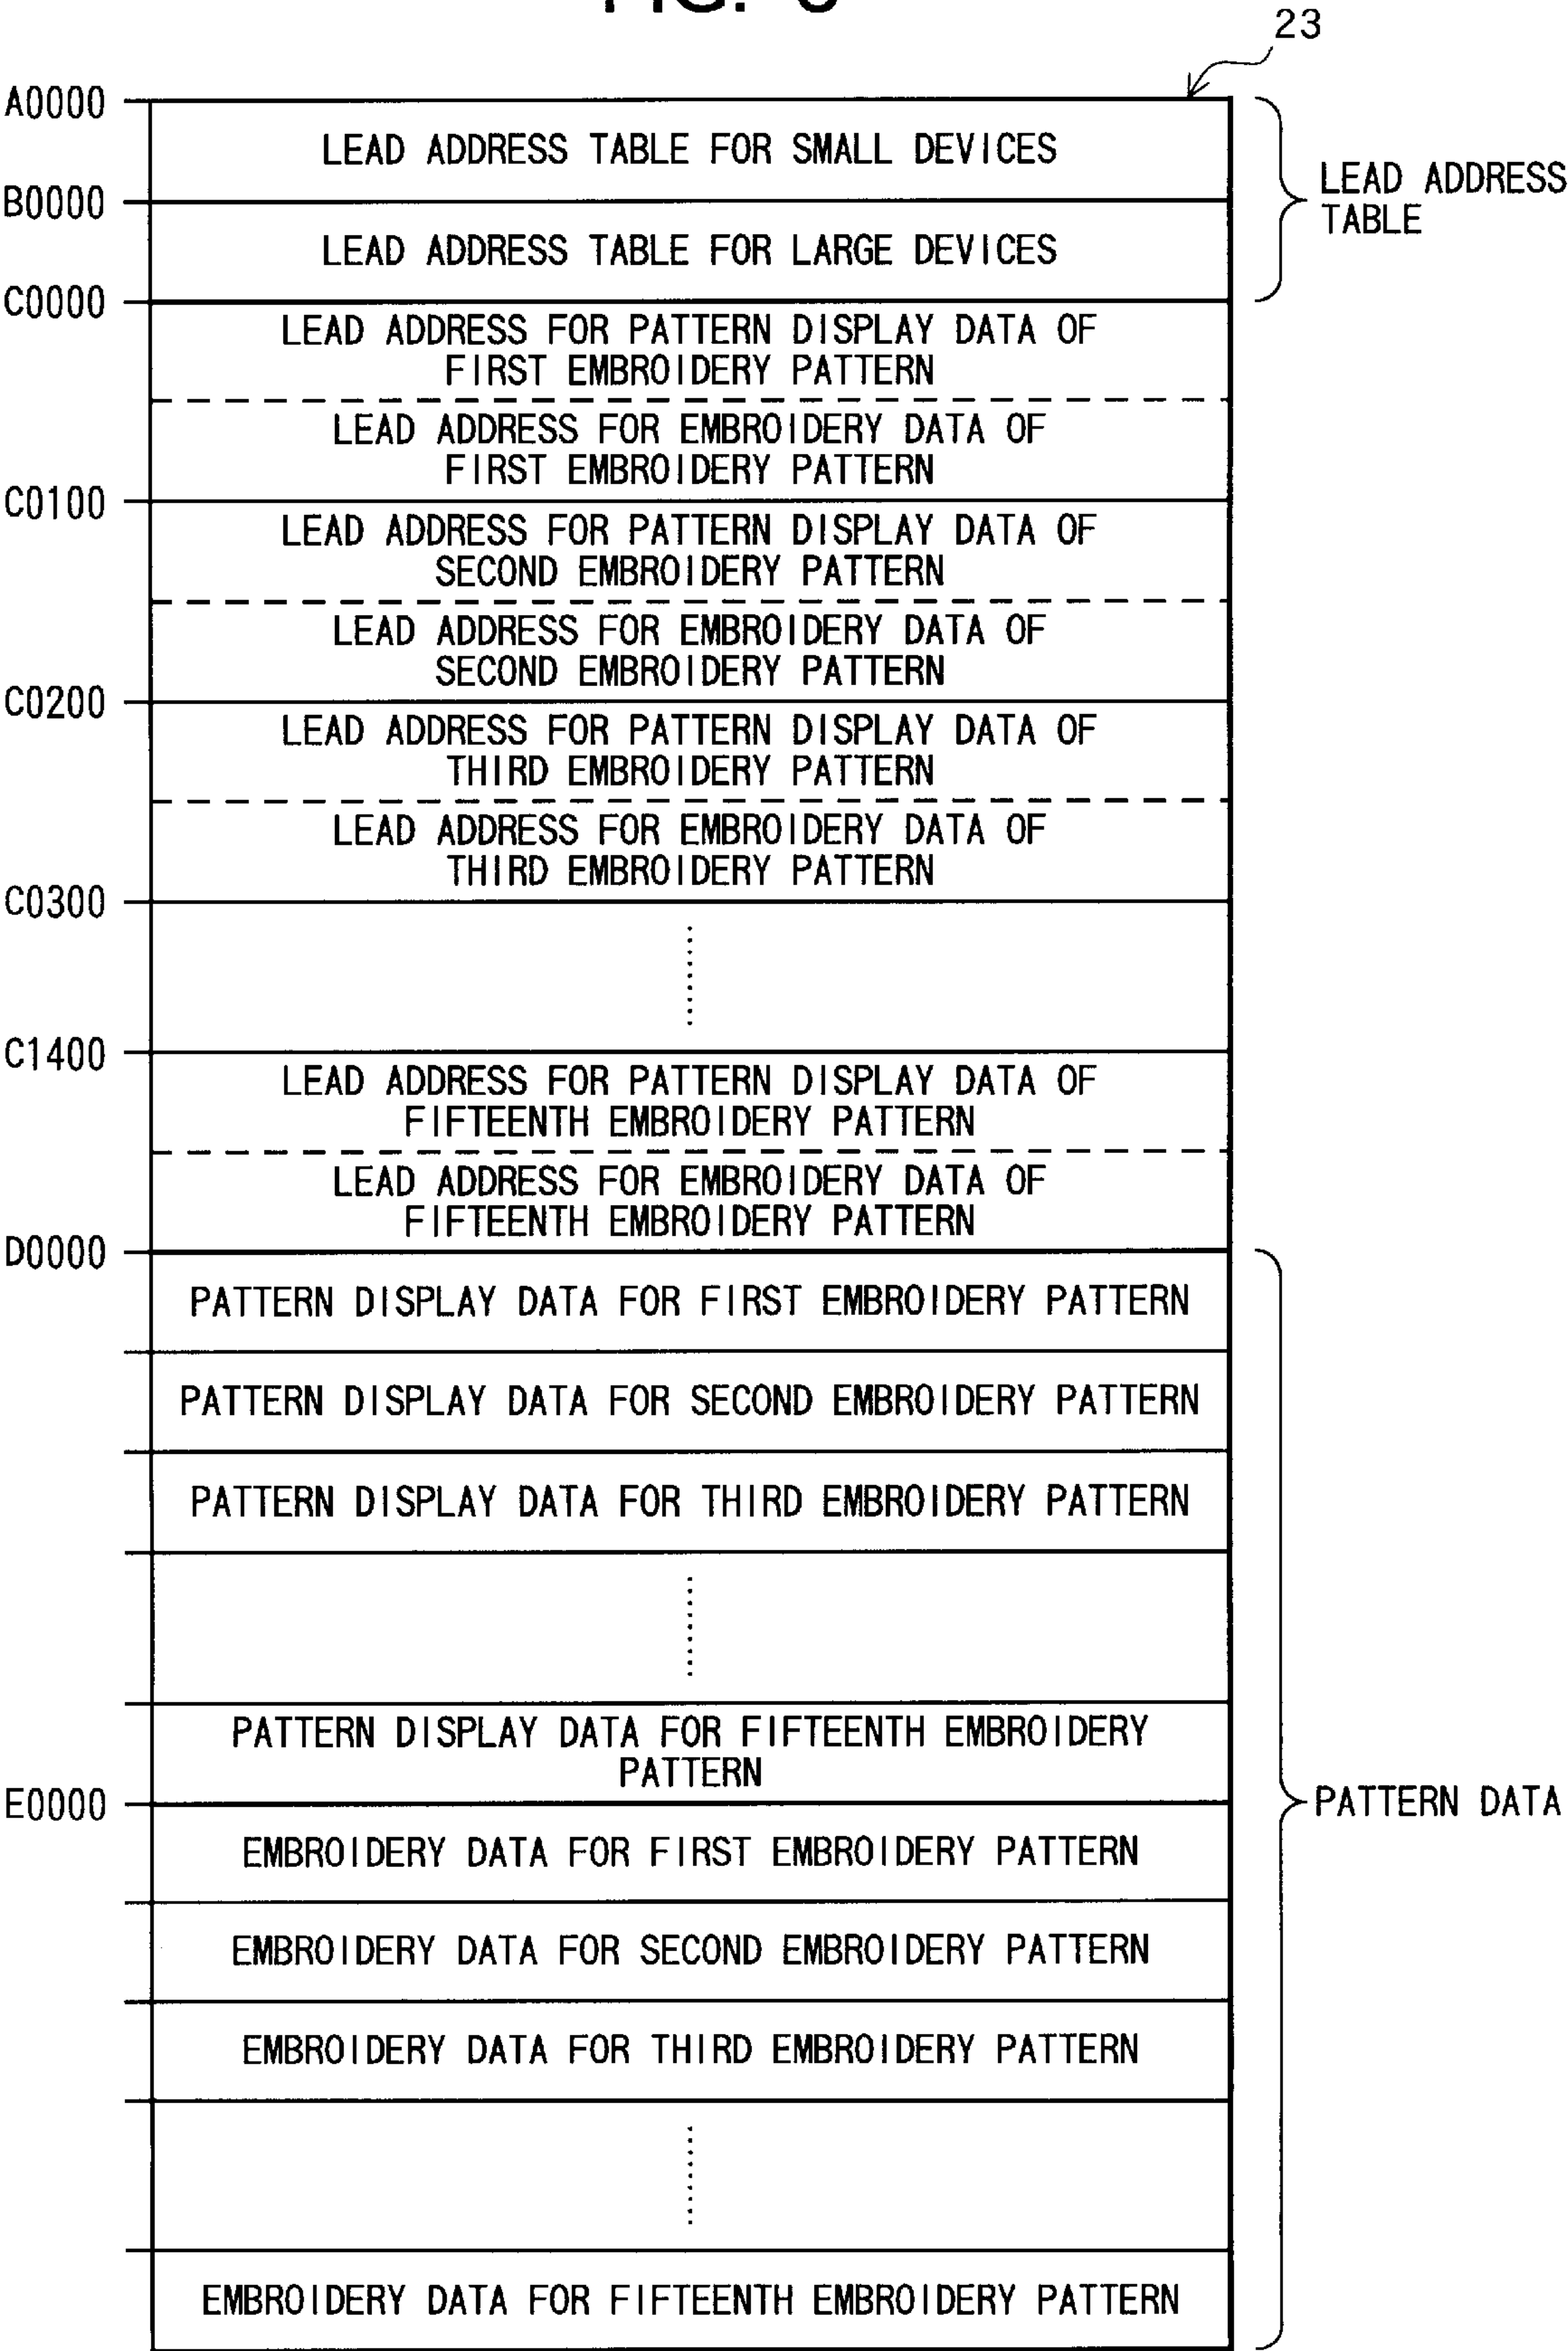 23
A0000
LEAD ADDRESS TABLE FOR SMALL DEVICES
B0000
LEAD ADDRESS TABLE FOR LARGE DEVICES
LEAD ADDRESS
TABLE
C0000
LEAD ADDRESS FOR PATTERN DISPLAY DATA OF
FIRST EMBROIDERY PATTERN
LEAD ADDRESS FOR EMBROIDERY DATA OF
FIRST EMBROIDERY PATTERN
C0100
LEAD ADDRESS FOR PATTERN DISPLAY DATA OF
SECOND EMBROIDERY PATTERN
LEAD ADDRESS FOR EMBROIDERY DATA OF
SECOND EMBROIDERY PATTERN
C0200
LEAD ADDRESS FOR PATTERN DISPLAY DATA OF
THIRD EMBROIDERY PATTERN
LEAD ADDRESS FOR EMBROIDERY DATA OF
THIRD EMBROIDERY PATTERN
C0300
C1400
LEAD ADDRESS FOR PATTERN DISPLAY DATA OF
FIFTEENTH EMBROIDERY PATTERN
LEAD ADDRESS FOR EMBROIDERY DATA OF
FIFTEENTH EMBROIDERY PATTERN
D0000
PATTERN DISPLAY DATA FOR FIRST EMBROIDERY PATTERN
PATTERN DISPLAY DATA FOR SECOND EMBROIDERY PATTERN
PATTERN DISPLAY DATA FOR THIRD EMBROIDERY PATTERN
PATTERN DISPLAY DATA FOR FIFTEENTH EMBROIDERY
PATTERN
E0000
PATTERN DATA
EMBROIDERY DATA FOR FIRST EMBROIDERY PATTERN
EMBROIDERY DATA FOR SECOND EMBROIDERY PATTERN
EMBROIDERY DATA FOR THIRD EMBROIDERY PATTERN
EMBROIDERY DATA FOR FIFTEENTH EMBROIDERY PATTERN